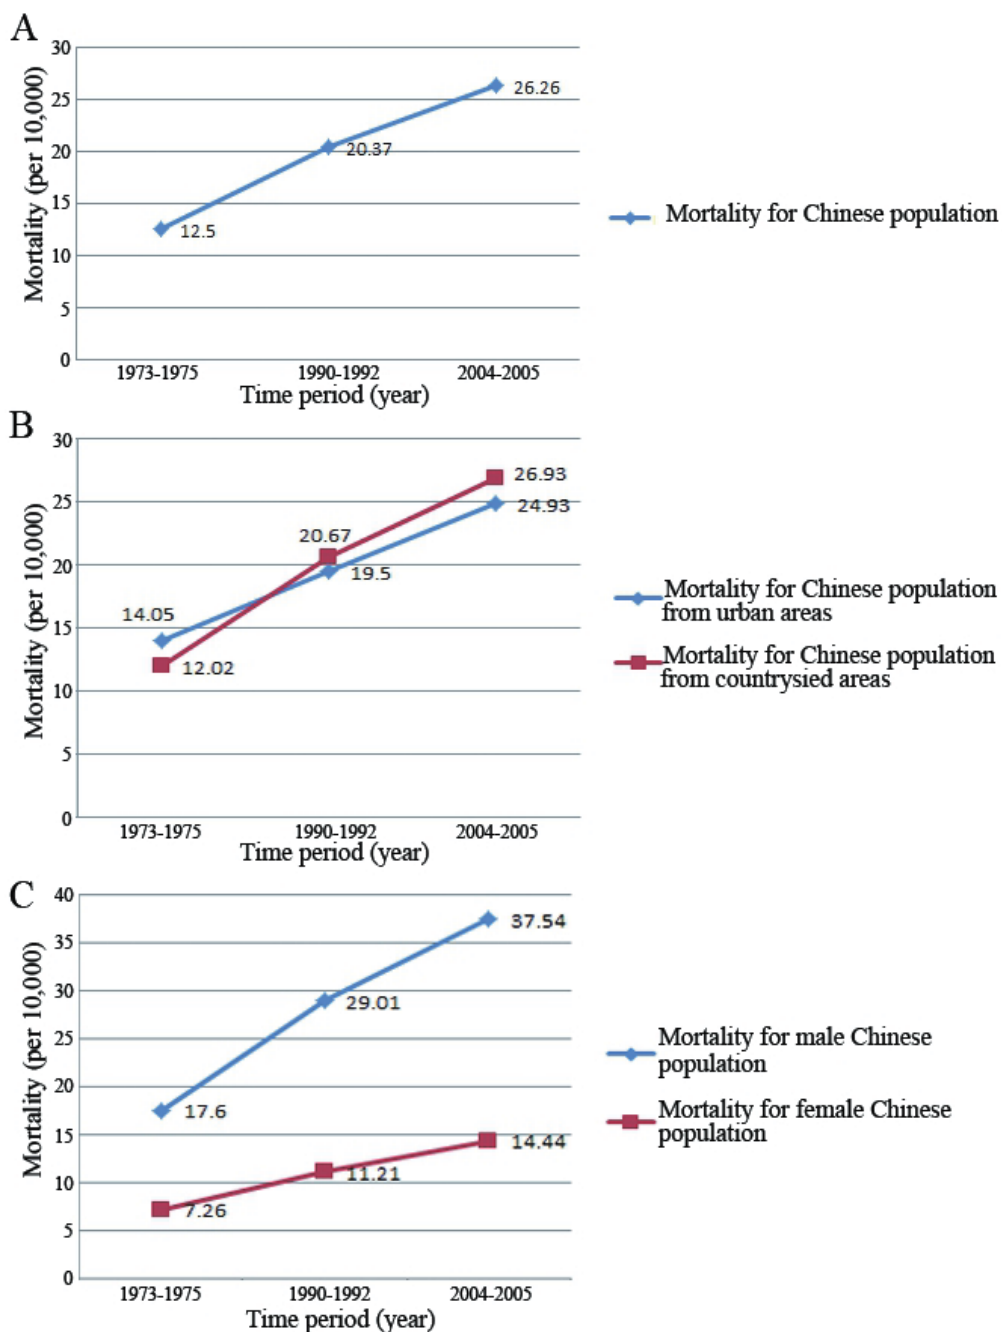 A
Mortality (per 10,000)
30
25
20
15
10
5
0
12.5
20.37
26.26
1973-1975
1990-1992
2004-2005
Time period (year)
Mortality for Chinese population
B
Mortality (per 10,000)
30
25
20
15
10
5
0
14.05
12.02
20.67
19.5
26.93
24.93
1973-1975
1990-1992
2004-2005
Time period (year)
Mortality for Chinese population
from urban areas
Mortality for Chinese population
from countrysied areas
C
Mortality (per 10,000)
40
35
30
25
20
15
10
5
0
17.6
29.01
37.54
7.26
11.21
14.44
1973-1975
1990-1992
2004-2005
Time period (year)
Mortality for male Chinese
population
Mortality for female Chinese
population